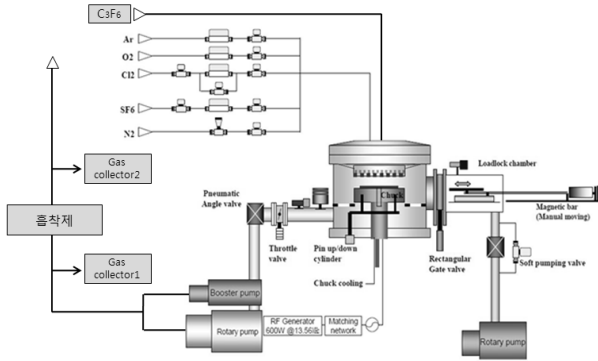 C3F6
Ar
O2
Cl2
SF6
N2
Gas
collector2
흡착제
Gas
collector1
Pneumatic
Angle valve
Throttle
valve
Pin up/down
cylinder
Chuck
Chuck cooling
Loadlock chamber
Magnetic bar
(Manual moving)
Rectangular
Gate valve
Soft pumping valve
Booster pump
Rotary pump
RF Generator
600W @13.56㎒
Matching
network
Rotary pump